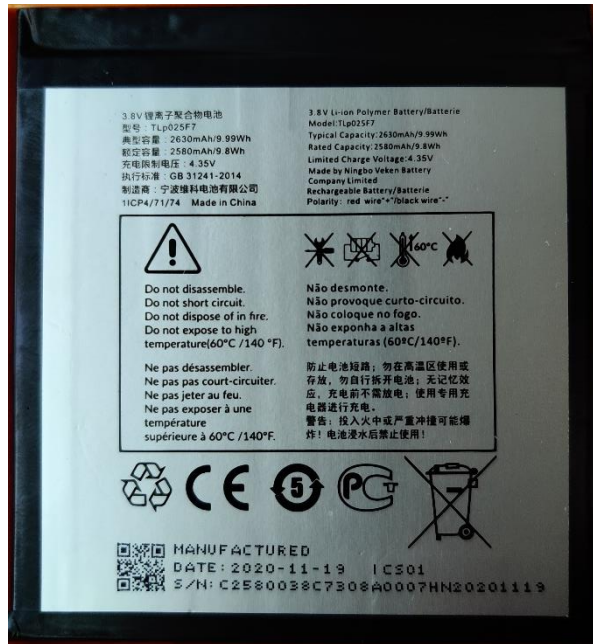 3.8V锂离子聚合物电池
型号：TLp025F7
典型容量：2630mAh/9.99Wh
额定容量：2580mAh/9.8Wh
充电限制电压：4.35V
执行标准：GB 31241-2014
制造商：宁波维科电池有限公司
1ICP4/71/74 Made in China
3.8V Li-ion Polymer Battery/Batterie
Model:TLp025F7
Typical Capacity:2630mAh/9.99Wh
Rated Capacity:2580mAh/9.8Wh
Limited Charge Voltage:4.35V
Made by Ningbo Veken Battery
Company Limited
Rechargeable Battery/Batterie
Polarity: red wire"+"/black wire"-"
60°C
Do not disassemble.
Do not short circuit.
Do not dispose of in fire.
Do not expose to high
temperature(60°C /140 °F).
Ne pas désassembler.
Ne pas court-circuiter.
Ne pas jeter au feu.
Ne pas exposer à une
température
supérieure à 60°C /140°F.
Não desmonte.
Não provoque curto-circuito.
Não coloque no fogo.
Não exponha a altas
temperaturas (60ºC/140ºF).
防止电池短路；勿在高温区使用或
存放，勿自行拆开电池；无记忆效
应，充电前不需放电；使用专用充
电器进行充电。
警告：投入火中或严重冲撞可能爆
炸！电池浸水后禁止使用！
CE
5
PC
MANUFACTURED
DATE:2020-11-19 ICS01
S/N:C2580038C7308A0007HN20201119